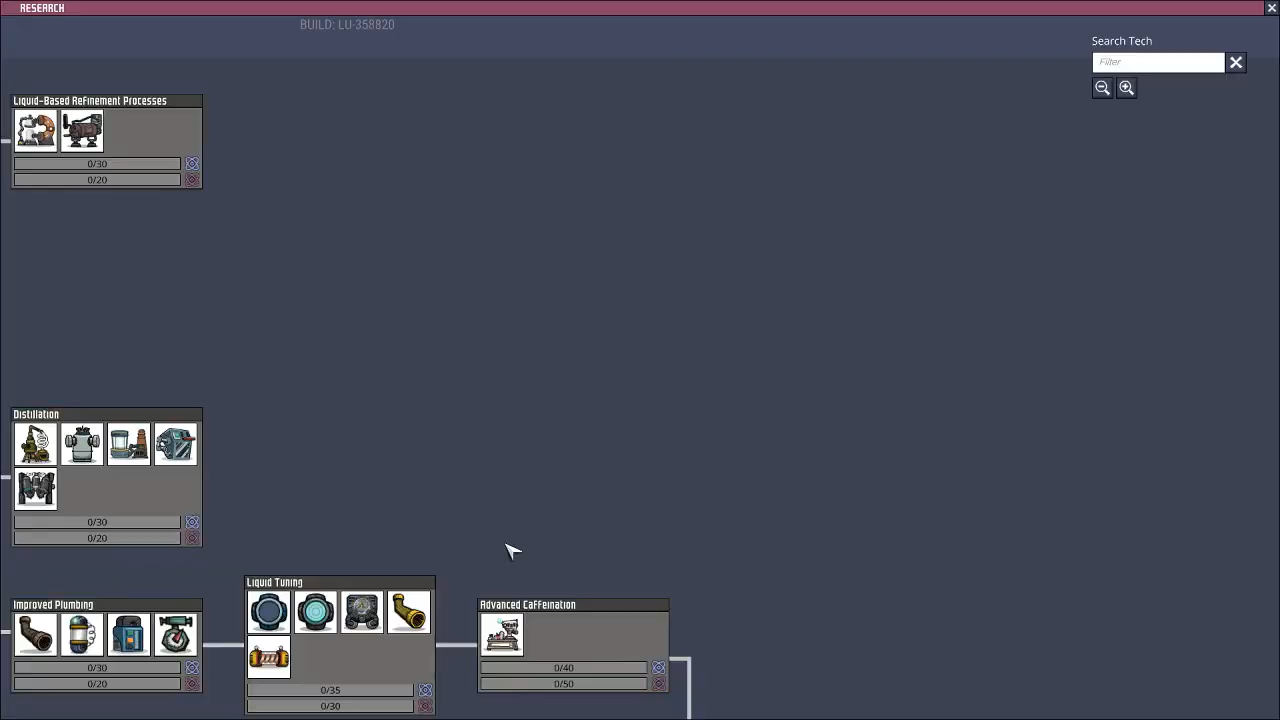 RESEARCH
BUILD: LU-358820
Search Tech
Filter
Liquid-Based Refinement Processes
0/30
0/20
Distillation
0/30
0/20
Improved Plumbing
0/30
0/20
Liquid Tuning
0/35
0/30
Advanced Caffeination
0/40
0/50